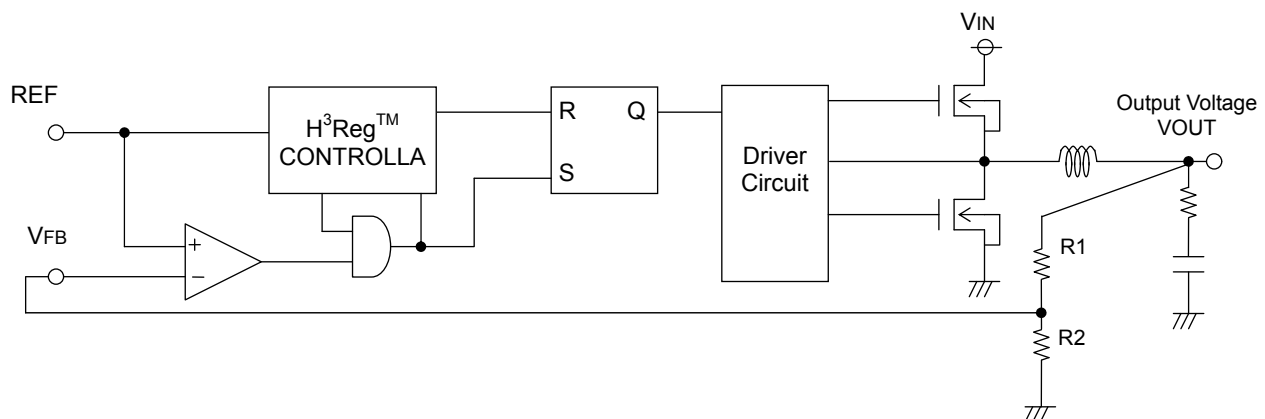 VIN
REF
H³Reg™
CONTROLLA
R
Q
S
Driver
Circuit
Output Voltage
VOUT
VFB
+
−
R1
R2